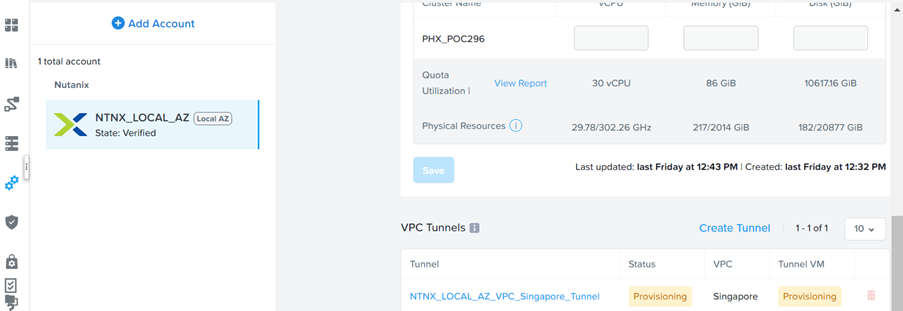 Cluster Name vCPU Memory (GiB) Disk (GiB)
Add Account
PHX_POC296
1 total account
Nutanix
Quota
Utilization |
View Report 30 vCPU 86 GiB 10617.16 GiB
NTNX_LOCAL_AZ Local AZ
State: Verified
Physical Resources 29.78/302.26 GHz 217/2014 GiB 182/20877 GiB
Save
Last updated: last Friday at 12:43 PM | Created: last Friday at 12:32 PM
VPC Tunnels Create Tunnel 1 - 1 of 1 10
Tunnel Status VPC Tunnel VM
NTNX_LOCAL_AZ_VPC_Singapore_Tunnel Provisioning Singapore Provisioning